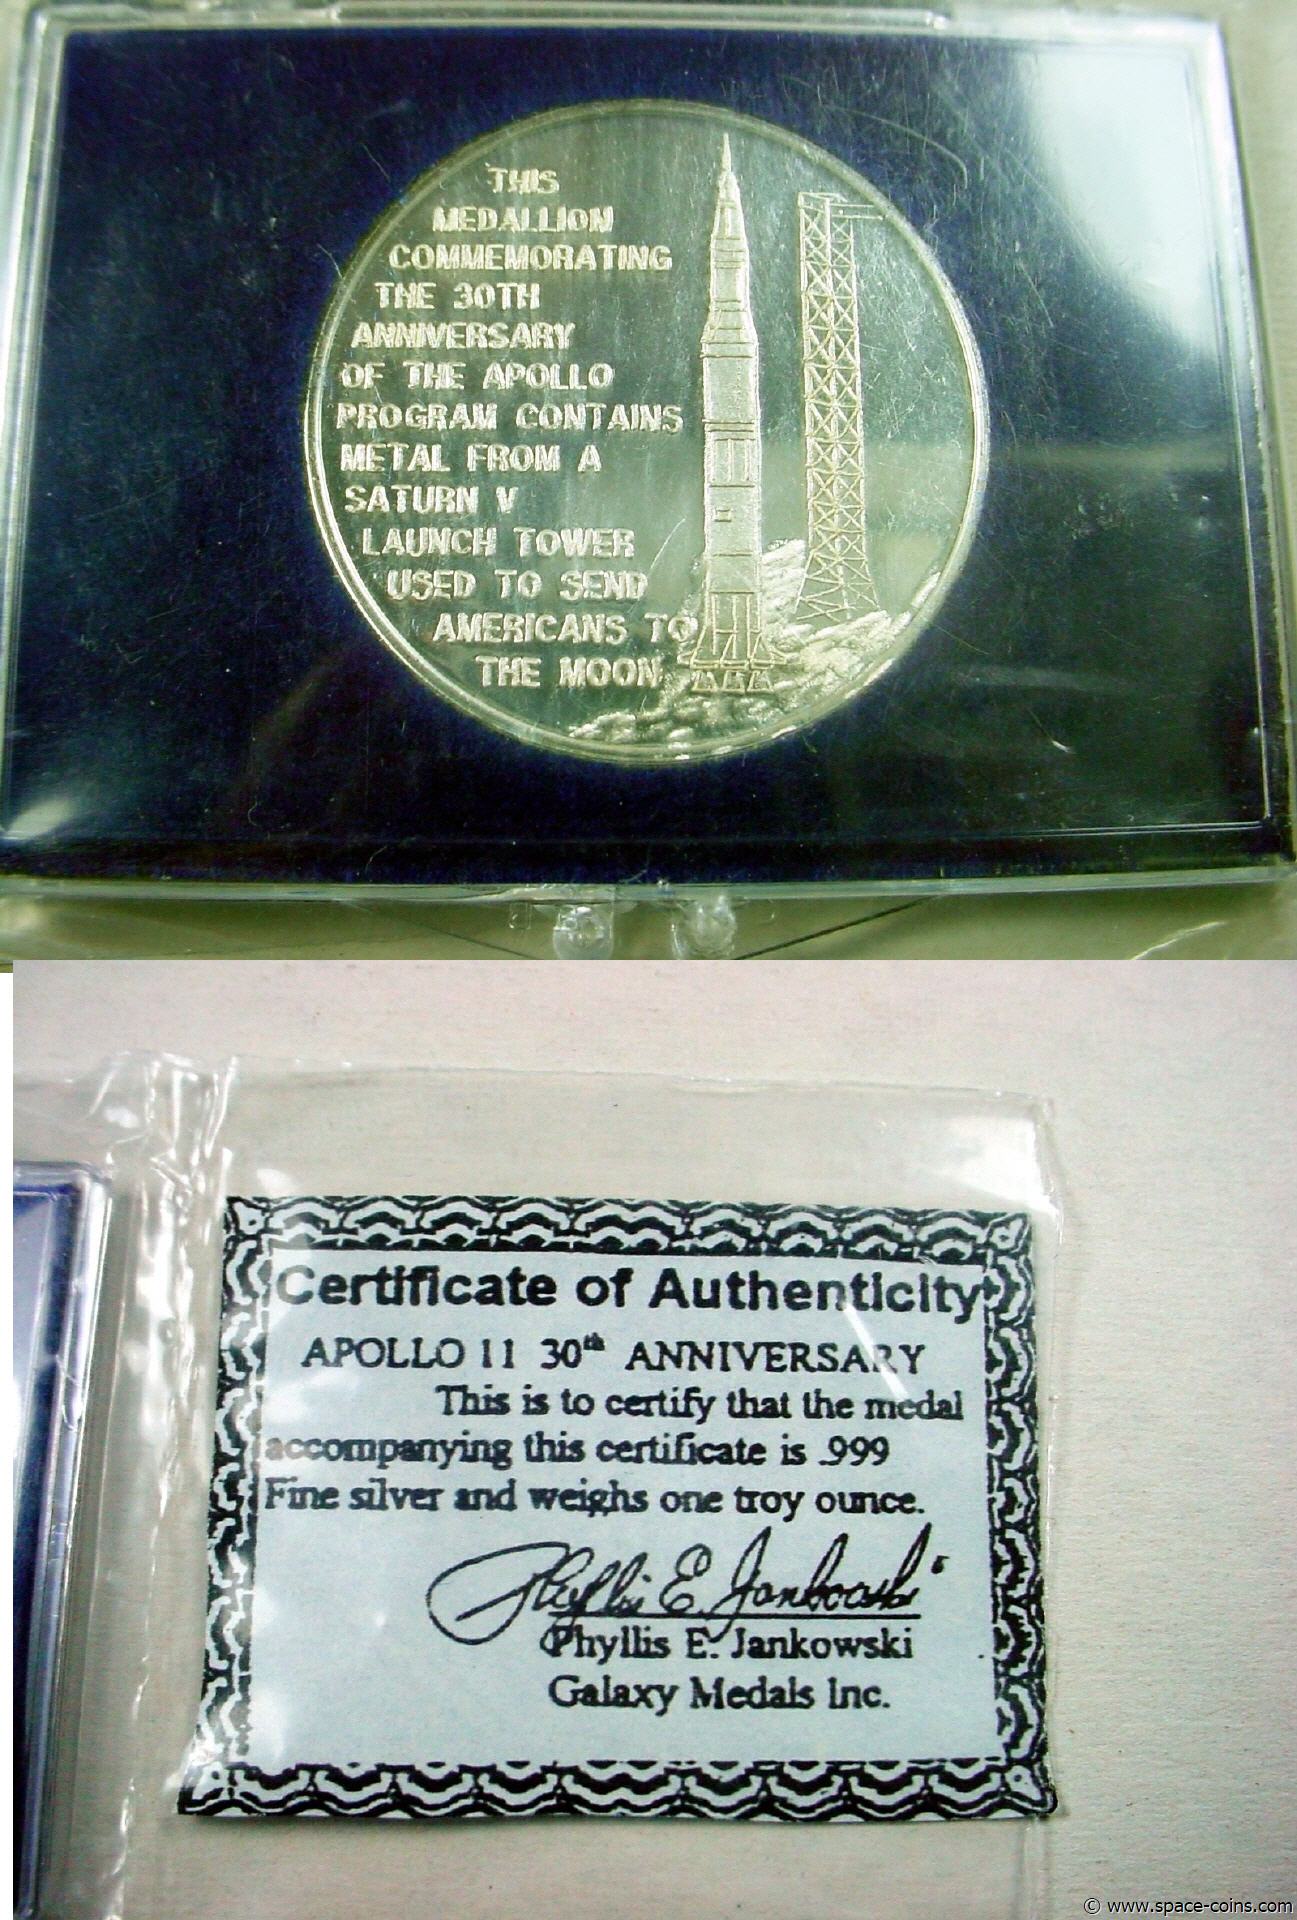 THIS
MEDALLION
COMMEMORATING
THE 30TH
ANNIVERSARY
OF THE APOLLO
PROGRAM CONTAINS
METAL FROM A
SATURN V
LAUNCH TOWER
USED TO SEND
AMERICANS TO
THE MOON
Certificate of Authenticity
APOLLO 11 30th ANNIVERSARY
This is to certify that the medal
accompanying this certificate is .999
Fine silver and weighs one troy ounce.
Phyllis E. Jankowski
Phyllis E. Jankowski
Galaxy Medals Inc.
© www.space-coins.com